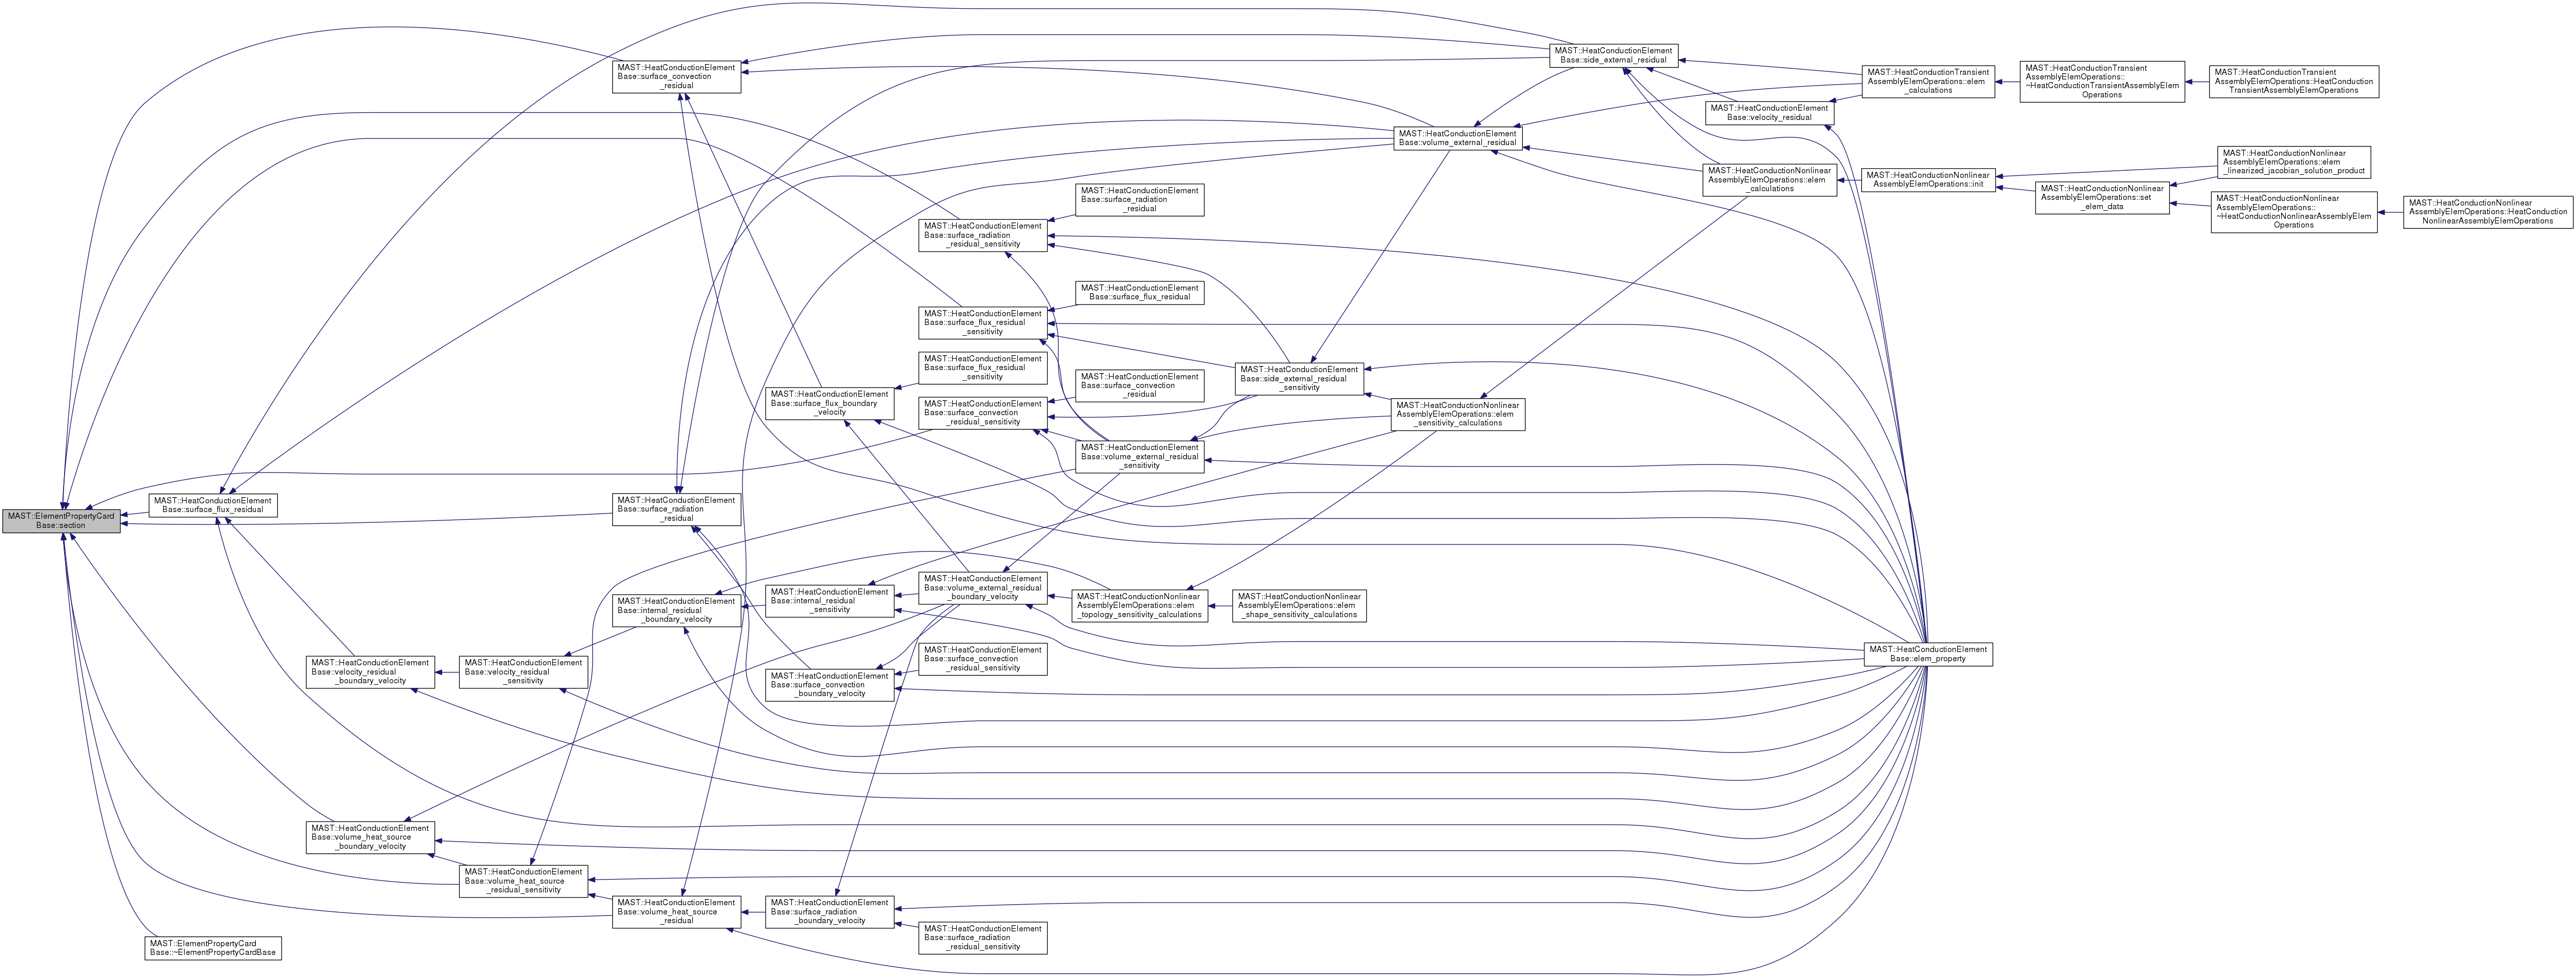 MAST::ElementPropertyCard
Base::section
MAST::HeatConductionElement
Base::surface_flux_residual
MAST::ElementPropertyCard
Base::~ElementPropertyCardBase
MAST::HeatConductionElement
Base::velocity_residual
_boundary_velocity
MAST::HeatConductionElement
Base::volume_heat_source
_boundary_velocity
MAST::HeatConductionElement
Base::velocity_residual
_sensitivity
MAST::HeatConductionElement
Base::volume_heat_source
_residual_sensitivity
MAST::HeatConductionElement
Base::surface_convection
_residual
MAST::HeatConductionElement
Base::surface_radiation
_residual
MAST::HeatConductionElement
Base::internal_residual
_boundary_velocity
MAST::HeatConductionElement
Base::volume_heat_source
_residual
MAST::HeatConductionElement
Base::surface_flux_boundary
_velocity
MAST::HeatConductionElement
Base::internal_residual
_sensitivity
MAST::HeatConductionElement
Base::surface_convection
_boundary_velocity
MAST::HeatConductionElement
Base::surface_radiation
_boundary_velocity
MAST::HeatConductionElement
Base::surface_radiation
_residual_sensitivity
MAST::HeatConductionElement
Base::surface_flux_residual
_sensitivity
MAST::HeatConductionElement
Base::surface_flux_residual
_sensitivity
MAST::HeatConductionElement
Base::surface_convection
_residual_sensitivity
MAST::HeatConductionElement
Base::volume_external_residual
_boundary_velocity
MAST::HeatConductionElement
Base::surface_convection
_residual_sensitivity
MAST::HeatConductionElement
Base::surface_radiation
_residual_sensitivity
MAST::HeatConductionElement
Base::surface_radiation
_residual
MAST::HeatConductionElement
Base::surface_flux_residual
MAST::HeatConductionElement
Base::surface_convection
_residual
MAST::HeatConductionElement
Base::volume_external_residual
_sensitivity
MAST::HeatConductionNonlinear
AssemblyElemOperations::elem
_topology_sensitivity_calculations
MAST::HeatConductionElement
Base::side_external_residual
_sensitivity
MAST::HeatConductionNonlinear
AssemblyElemOperations::elem
_shape_sensitivity_calculations
MAST::HeatConductionElement
Base::volume_external_residual
MAST::HeatConductionNonlinear
AssemblyElemOperations::elem
_sensitivity_calculations
MAST::HeatConductionElement
Base::side_external_residual
MAST::HeatConductionElement
Base::velocity_residual
MAST::HeatConductionNonlinear
AssemblyElemOperations::elem
_calculations
MAST::HeatConductionTransient
AssemblyElemOperations::elem
_calculations
MAST::HeatConductionNonlinear
AssemblyElemOperations::init
MAST::HeatConductionElement
Base::elem_property
MAST::HeatConductionTransient
AssemblyElemOperations::
~HeatConductionTransientAssemblyElem
Operations
MAST::HeatConductionNonlinear
AssemblyElemOperations::set
_elem_data
MAST::HeatConductionTransient
AssemblyElemOperations::HeatConduction
TransientAssemblyElemOperations
MAST::HeatConductionNonlinear
AssemblyElemOperations::elem
_linearized_jacobian_solution_product
MAST::HeatConductionNonlinear
AssemblyElemOperations::
~HeatConductionNonlinearAssemblyElem
Operations
MAST::HeatConductionNonlinear
AssemblyElemOperations::HeatConduction
NonlinearAssemblyElemOperations